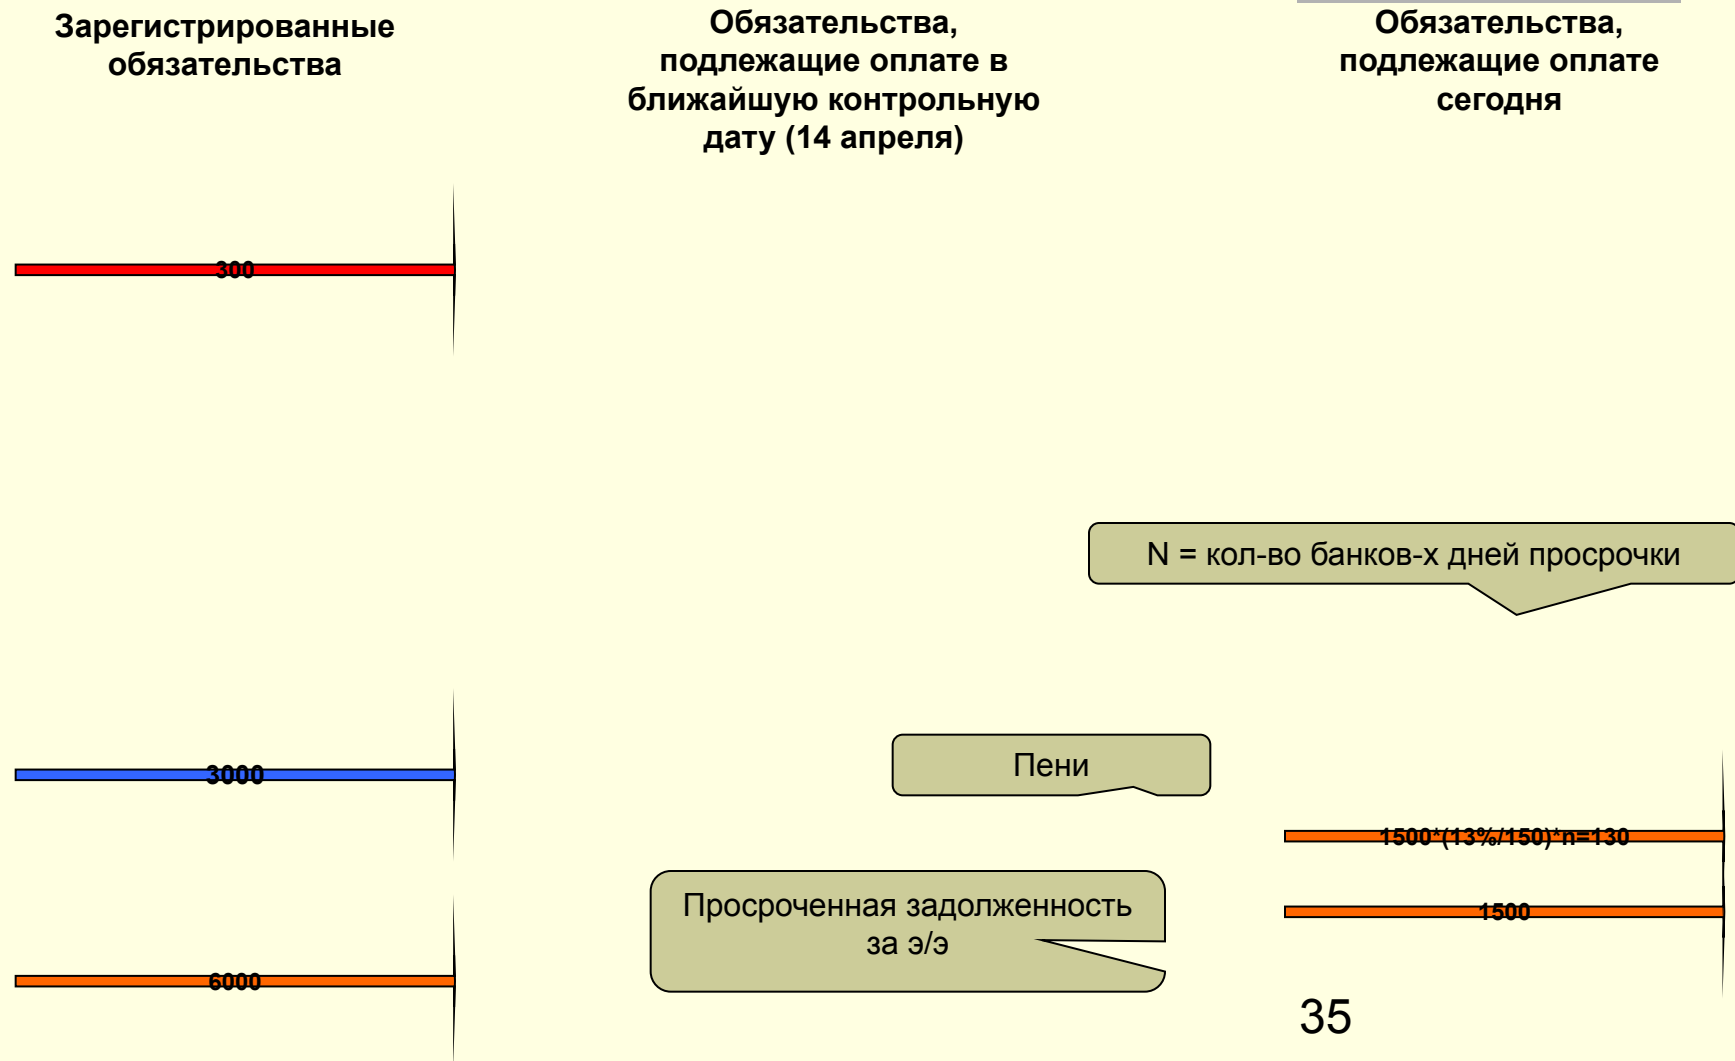 Зарегистрированные
обязательства
Обязательства,
подлежащие оплате в
ближайшую контрольную
дату (14 апреля)
Обязательства,
подлежащие оплате
сегодня
300
N = кол-во банков-х дней просрочки
3000
Пени
1500*(13%/150)*n=130
Просроченная задолженность
за э/э
1500
6000
35